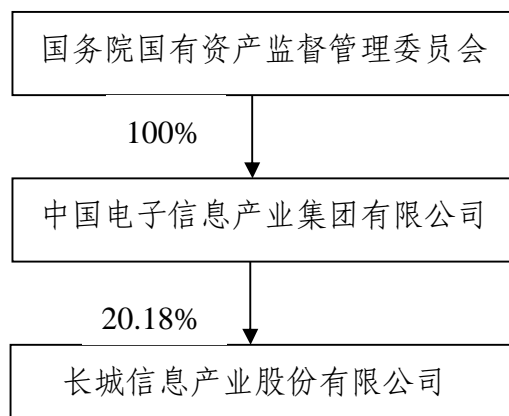 国务院国有资产监督管理委员会
100%
中国电子信息产业集团有限公司
20.18%
长城信息产业股份有限公司